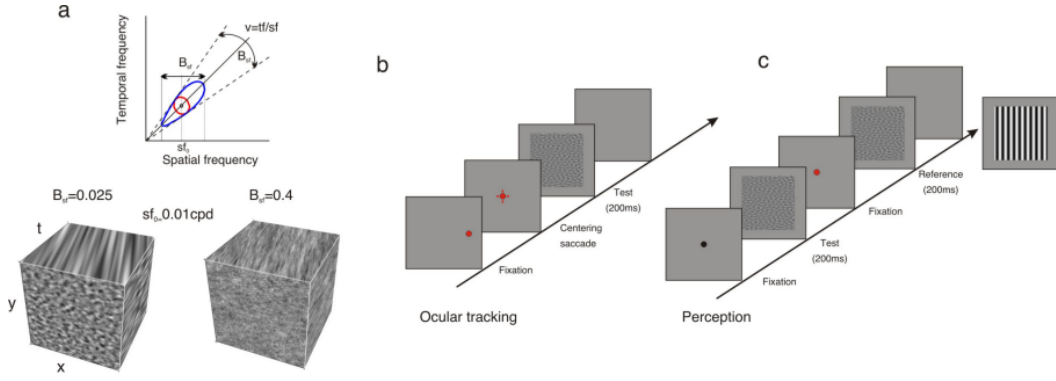 a
v=tf/sf
Temporal frequency
B_sf
B_sf
sf_0
Spatial frequency
B_sf=0.025
B_sf=0.4
sf_0=0.01cpd
t
y
x
b
Fixation
Centering
saccade
Test
(200ms)
Ocular tracking
c
Fixation
Test
(200ms)
Fixation
Reference
(200ms)
Perception